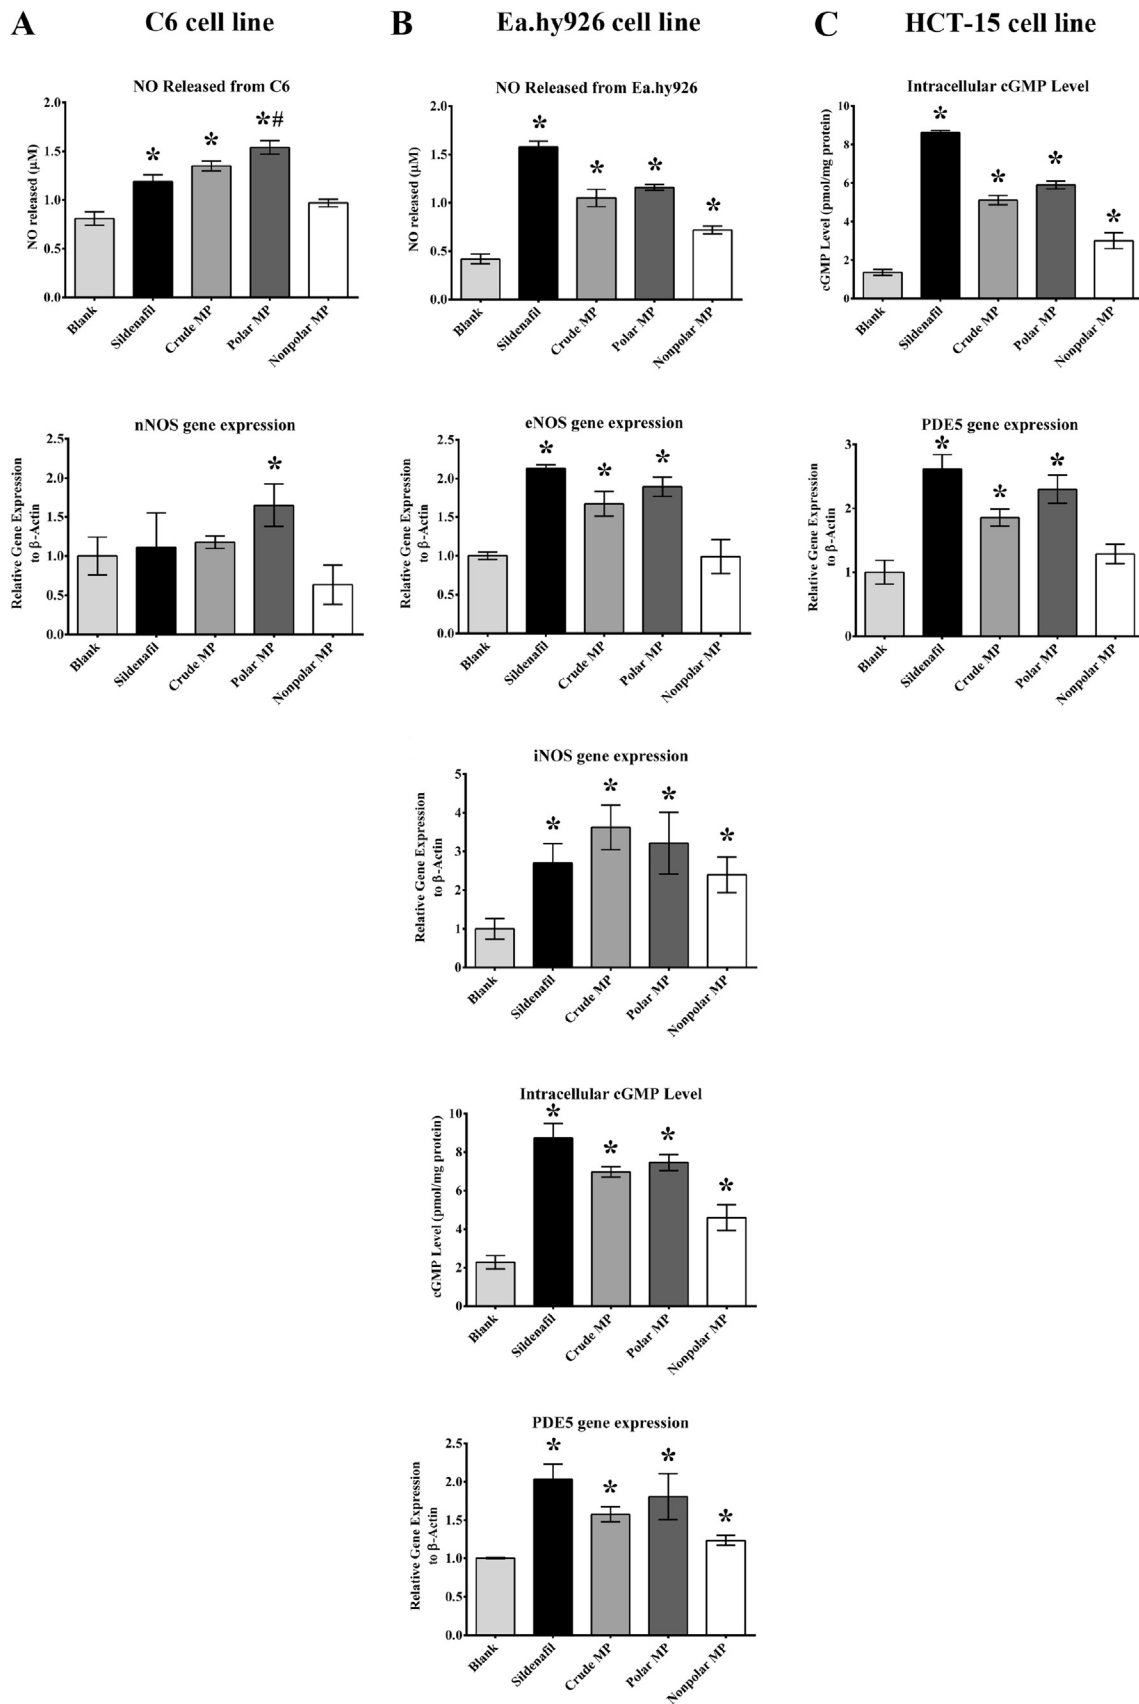 A C6 cell line
B Ea.hy926 cell line
C HCT-15 cell line
NO Released from C6
NO released (μM)
2.0
1.5
1.0
0.5
0.0
*
*
*#
Blank
Sildenafil
Crude MP
Polar MP
Nonpolar MP
NO Released from Ea.hy926
NO released (μM)
2.0
1.5
1.0
0.5
0.0
*
*
*
*
Blank
Sildenafil
Crude MP
Polar MP
Nonpolar MP
Intracellular cGMP Level
cGMP Level (pmol/mg protein)
10
8
6
4
2
0
*
*
*
*
Blank
Sildenafil
Crude MP
Polar MP
Nonpolar MP
nNOS gene expression
Relative Gene Expression
to β-Actin
2.5
2.0
1.5
1.0
0.5
0.0
*
Blank
Sildenafil
Crude MP
Polar MP
Nonpolar MP
eNOS gene expression
Relative Gene Expression
to β-Actin
2.5
2.0
1.5
1.0
0.5
0.0
*
*
*
Blank
Sildenafil
Crude MP
Polar MP
Nonpolar MP
PDE5 gene expression
Relative Gene Expression
to β-Actin
3
2
1
0
*
*
*
Blank
Sildenafil
Crude MP
Polar MP
Nonpolar MP
iNOS gene expression
Relative Gene Expression
to β-Actin
5
4
3
2
1
0
*
*
*
*
Blank
Sildenafil
Crude MP
Polar MP
Nonpolar MP
Intracellular cGMP Level
cGMP Level (pmol/mg protein)
10
8
6
4
2
0
*
*
*
*
Blank
Sildenafil
Crude MP
Polar MP
Nonpolar MP
PDE5 gene expression
Relative Gene Expression
to β-Actin
2.5
2.0
1.5
1.0
0.5
0.0
*
*
*
*
Blank
Sildenafil
Crude MP
Polar MP
Nonpolar MP